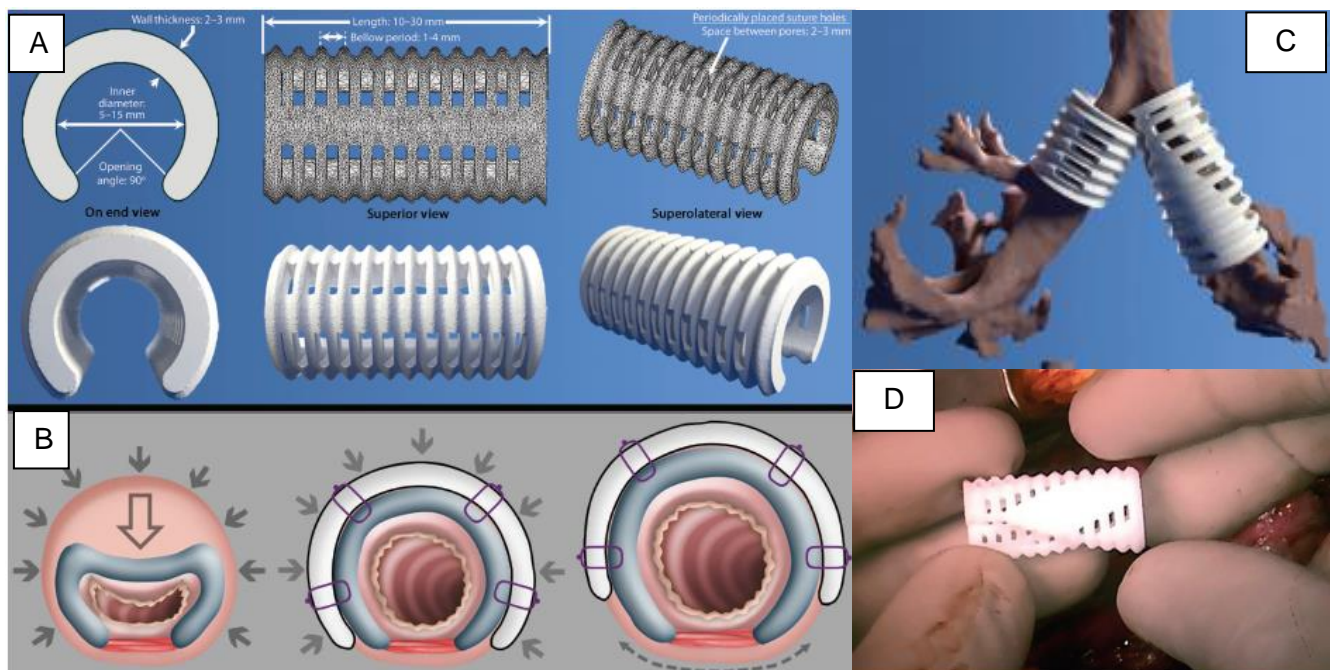 A
Wall thickness: 2–3 mm
Inner
diameter:
5–15 mm
Opening
angle: 90°
On end view
Length: 10–30 mm
Bellow period: 1-4 mm
Superior view
Periodically placed suture holes
Space between pores: 2–3 mm
Superolateral view
B
C
D